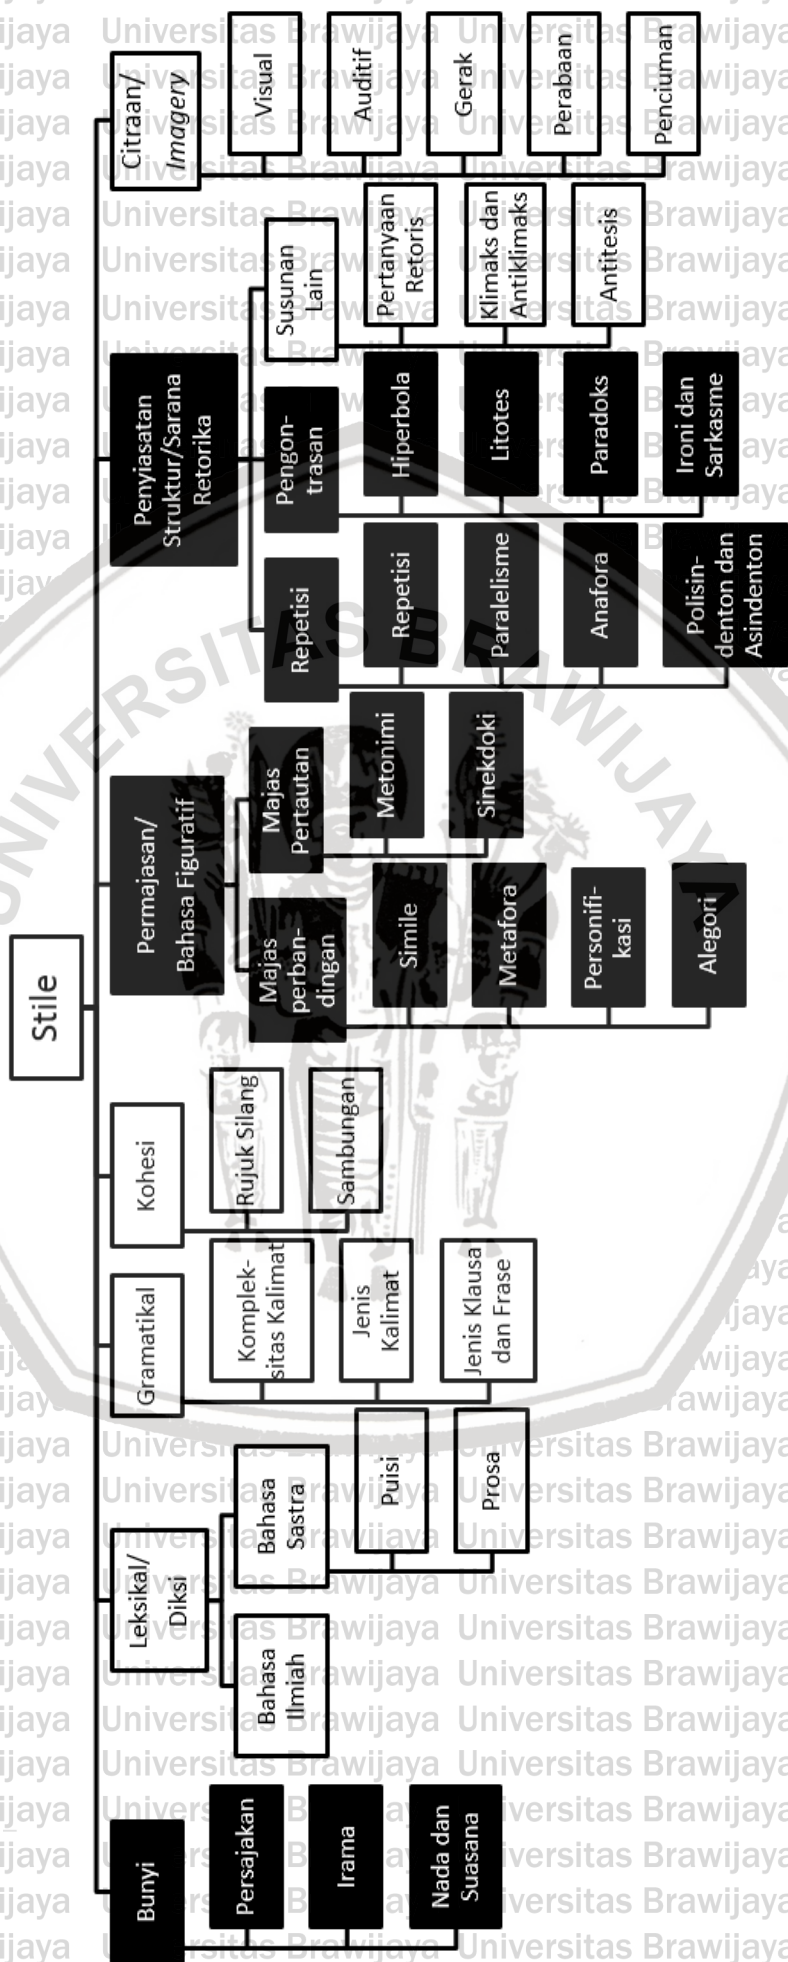 Stile
Bunyi
Persajakan
Irama
Nada dan
Suasana
Leksikal/
Diksi
Bahasa
Ilmiah
Bahasa
Sastra
Puisi
Prosa
Gramatikal
Komplek-
sitas Kalimat
Jenis
Kalimat
Jenis Klausa
dan Frase
Kohesi
Rujuk Silang
Sambungan
Permajasan/
Bahasa Figuratif
Majas
perban-
dingan
Simile
Metafora
Personifi-
kasi
Alegori
Majas
Pertautan
Metonimi
Sinekdoki
Penyiasatan
Struktur/Sarana
Retorika
Repetisi
Repetisi
Paralelisme
Anafora
Polisin-
denton dan
Asindenton
Pengon-
trasan
Hiperbola
Litotes
Paradoks
Ironi dan
Sarkasme
Susunan
Lain
Pertanyaan
Retoris
Klimaks dan
Antiklimaks
Antitesis
Citraan/
Imagery
Visual
Auditif
Gerak
Perabaan
Penciuman
UNIVERSITAS BRAWIJAYA